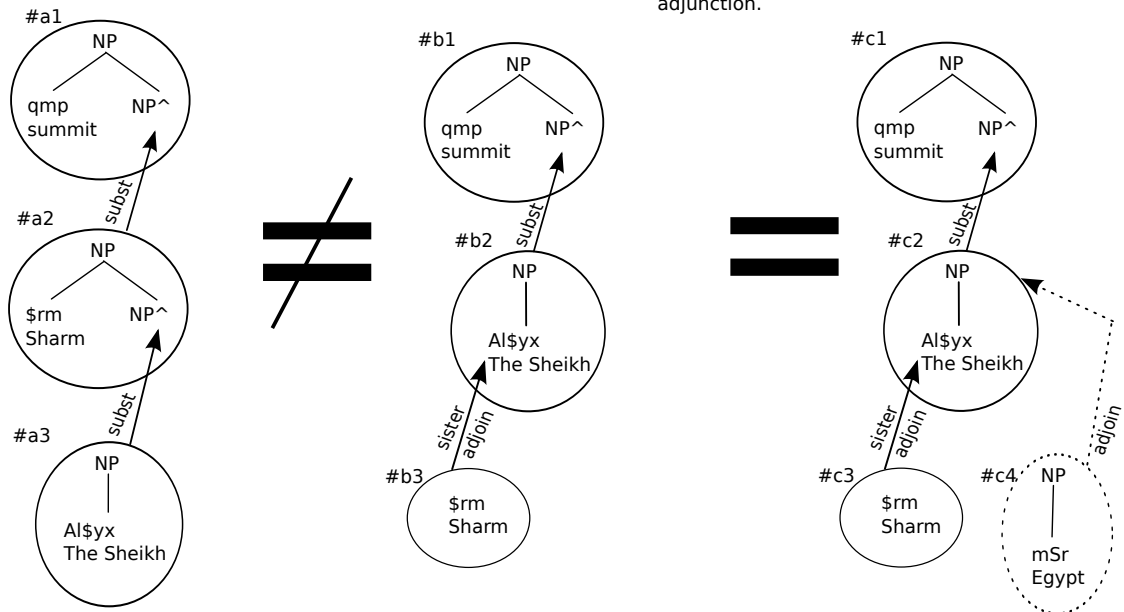 adjunction.
#a1
NP
qmp
summit
NP^
subst
#a2
NP
$rm
Sharm
NP^
subst
#a3
NP
Al$yx
The Sheikh
#b1
NP
qmp
summit
NP^
subst
#b2
NP
Al$yx
The Sheikh
sister
adjoin
#b3
$rm
Sharm
#c1
NP
qmp
summit
NP^
subst
#c2
NP
Al$yx
The Sheikh
sister
adjoin
#c3
$rm
Sharm
adjoin
#c4
NP
mSr
Egypt